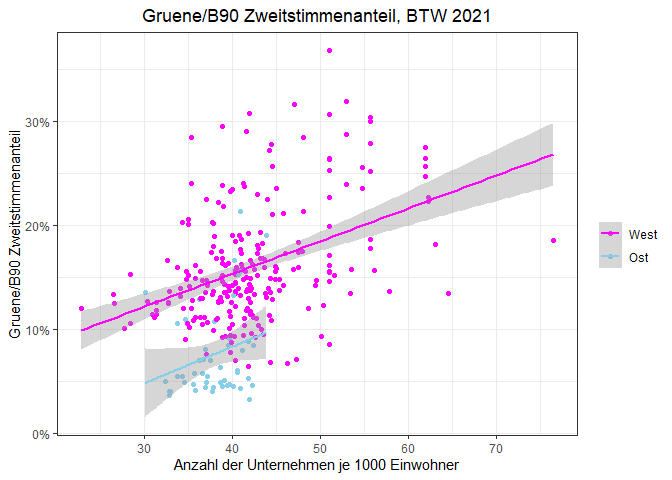 Gruene/B90 Zweitstimmenanteil, BTW 2021
Gruene/B90 Zweitstimmenanteil
30%
20%
10%
0%
West
Ost
30
40
50
60
70
Anzahl der Unternehmen je 1000 Einwohner